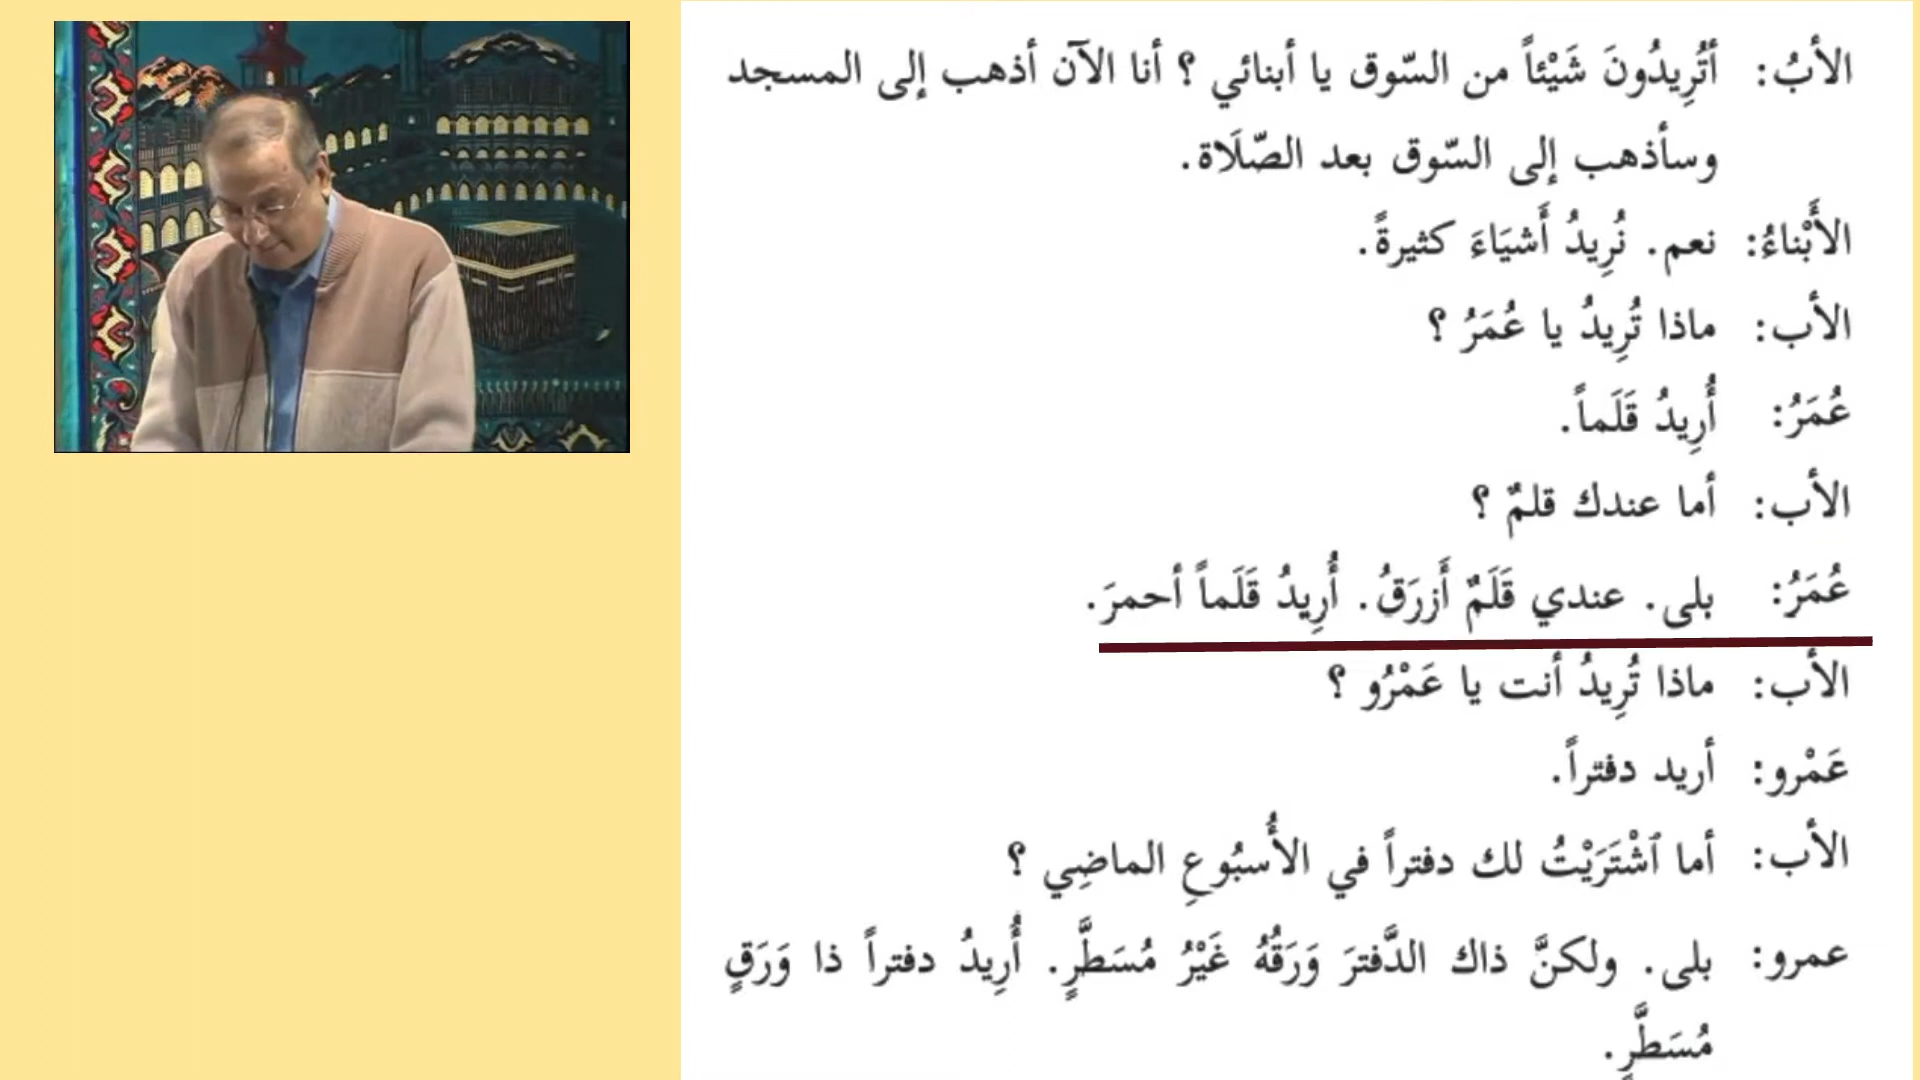 الأبُ: أتُرِيدُونَ شَيْئاً من السّوق يا أبنائي ؟ أنا الآن أذهب إلى المسجد
وسأذهب إلى السّوق بعد الصّلَاة.
الأَبْناءُ: نعم. نُرِيدُ أَشيَاءَ كثيرةً.
الأب: ماذا تُرِيدُ يا عُمَرُ ؟
عُمَرُ: أُرِيدُ قَلَماً.
الأب: أما عندك قلمٌ ؟
عُمَرُ: بلى. عندي قَلَمٌ أَزرَقُ. أُرِيدُ قَلَماً أحمرَ.
الأب: ماذا تُرِيدُ أنت يا عَمْرُو ؟
عَمْرو: أريد دفتراً.
الأب: أما ٱشْتَرَيْتُ لك دفتراً في الأُسبُوعِ الماضِي ؟
عمرو: بلى. ولكنَّ ذاك الدَّفترَ وَرَقُهُ غَيْرُ مُسَطَّرٍ. أُرِيدُ دفتراً ذا وَرَقٍ
مُسَطَّرٍ.